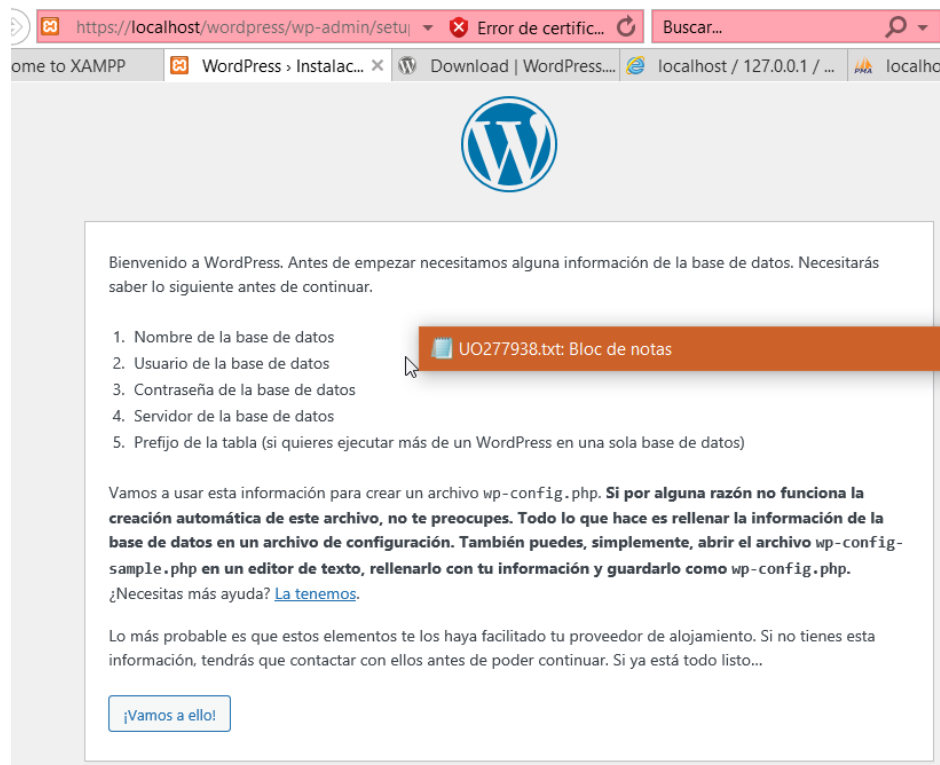 https://localhost/wordpress/wp-admin/setu Error de certific... Buscar...
ome to XAMPP WordPress › Instalac... Download | WordPress.... localhost / 127.0.0.1 / ... localho
Bienvenido a WordPress. Antes de empezar necesitamos alguna información de la base de datos. Necesitarás
saber lo siguiente antes de continuar.
1. Nombre de la base de datos
UO277938.txt: Bloc de notas
2. Usuario de la base de datos
3. Contraseña de la base de datos
4. Servidor de la base de datos
5. Prefijo de la tabla (si quieres ejecutar más de un WordPress en una sola base de datos)
Vamos a usar esta información para crear un archivo wp-config.php. Si por alguna razón no funciona la
creación automática de este archivo, no te preocupes. Todo lo que hace es rellenar la información de la
base de datos en un archivo de configuración. También puedes, simplemente, abrir el archivo wp-config-
sample.php en un editor de texto, rellenarlo con tu información y guardarlo como wp-config.php.
¿Necesitas más ayuda? La tenemos.
Lo más probable es que estos elementos te los haya facilitado tu proveedor de alojamiento. Si no tienes esta
información, tendrás que contactar con ellos antes de poder continuar. Si ya está todo listo...
¡Vamos a ello!